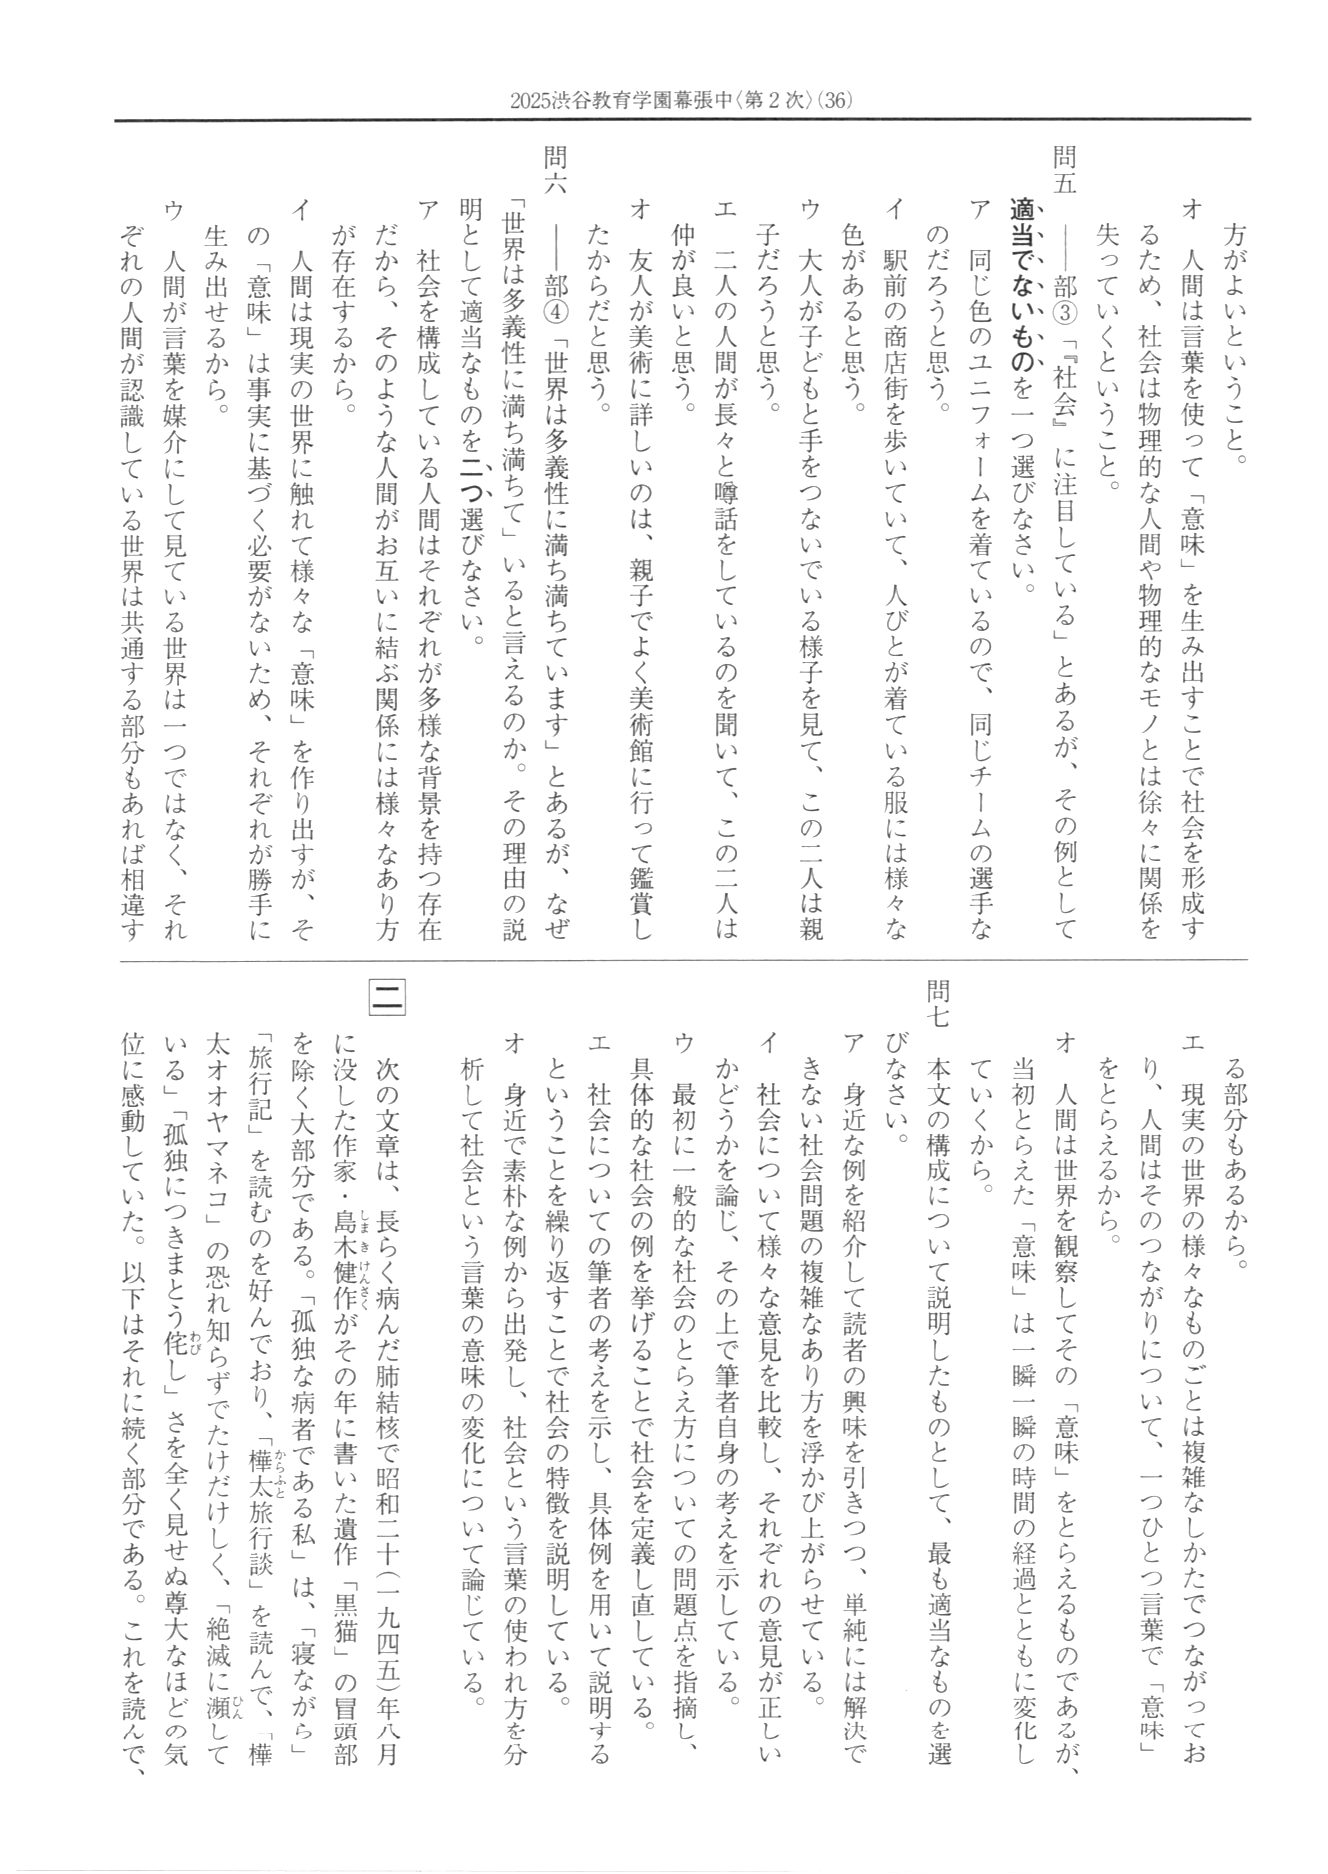 2025渋谷教育学園幕張中〈第2次〉(36)
方がよいということ。
オ 人間は言葉を使って「意味」を生み出すことで社会を形成す
るため、社会は物理的な人間や物理的なモノとは徐々に関係を
失っていくということ。
問五 ――部③「『社会』に注目している」とあるが、その例として
適当でないものを一つ選びなさい。
ア 同じ色のユニフォームを着ているので、同じチームの選手な
のだろうと思う。
イ 駅前の商店街を歩いていて、人びとが着ている服には様々な
色があると思う。
ウ 大人が子どもと手をつないでいる様子を見て、この二人は親
子だろうと思う。
エ 二人の人間が長々と噂話をしているのを聞いて、この二人は
仲が良いと思う。
オ 友人が美術に詳しいのは、親子でよく美術館に行って鑑賞し
たからだと思う。
問六 ――部④「世界は多義性に満ち満ちています」とあるが、なぜ
「世界は多義性に満ち満ちて」いると言えるのか。その理由の説
明として適当なものを二つ選びなさい。
ア 社会を構成している人間はそれぞれが多様な背景を持つ存在
だから、そのような人間がお互いに結ぶ関係には様々なあり方
が存在するから。
イ 人間は現実の世界に触れて様々な「意味」を作り出すが、そ
の「意味」は事実に基づく必要がないため、それぞれが勝手に
生み出せるから。
ウ 人間が言葉を媒介にして見ている世界は一つではなく、それ
ぞれの人間が認識している世界は共通する部分もあれば相違す
る部分もあるから。
エ 現実の世界の様々なものごとは複雑なしかたでつながってお
り、人間はそのつながりについて、一つひとつ言葉で「意味」
をとらえるから。
オ 人間は世界を観察してその「意味」をとらえるものであるが、
当初とらえた「意味」は一瞬一瞬の時間の経過とともに変化し
ていくから。
問七 本文の構成について説明したものとして、最も適当なものを選
びなさい。
ア 身近な例を紹介して読者の興味を引きつつ、単純には解決で
きない社会問題の複雑なあり方を浮かび上がらせている。
イ 社会について様々な意見を比較し、それぞれの意見が正しい
かどうかを論じ、その上で筆者自身の考えを示している。
ウ 最初に一般的な社会のとらえ方についての問題点を指摘し、
具体的な社会の例を挙げることで社会を定義し直している。
エ 社会についての筆者の考えを示し、具体例を用いて説明する
ということを繰り返すことで社会の特徴を説明している。
オ 身近で素朴な例から出発し、社会という言葉の使われ方を分
析して社会という言葉の意味の変化について論じている。
二 次の文章は、長らく病んだ肺結核で昭和二十(一九四五)年八月
に没した作家・島木健作がその年に書いた遺作「黒猫」の冒頭部
を除く大部分である。「孤独な病者である私」は、「寝ながら」
「旅行記」を読むのを好んでおり、「樺太旅行談」を読んで、「樺
太オオヤマネコ」の恐れ知らずでたけだけしく、「絶滅に瀕して
いる」「孤独につきまとう侘し」さを全く見せぬ尊大なほどの気
位に感動していた。以下はそれに続く部分である。これを読んで、